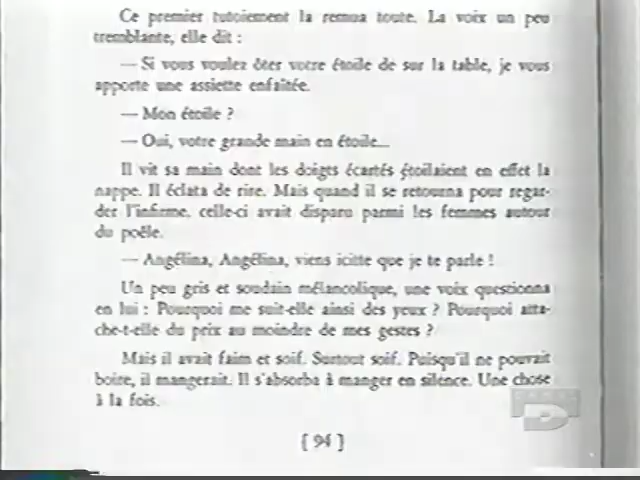 Ce premier tutoiement la remua toute. La voix un peu
tremblante, elle dit :
— Si vous voulez ôter votre étoile de sur la table, je vous
apporte une assiette enfaîtée.
— Mon étoile ?
— Oui, votre grande main en étoile...
Il vit sa main dont les doigts écartés étoilaient en effet la
nappe. Il éclata de rire. Mais quand il se retourna pour regar-
der l'infirme, celle-ci avait disparu parmi les femmes autour
du poêle.
— Angélina, Angélina, viens icitte que je te parle !
Un peu gris et soudain mélancolique, une voix questionna
en lui : Pourquoi me suit-elle ainsi des yeux ? Pourquoi atta-
che-t-elle du prix au moindre de mes gestes ?
Mais il avait faim et soif. Surtout soif. Puisqu'il ne pouvait
boire, il mangerait. Il s'absorba à manger en silence. Une chose
à la fois.
[ 94 ]